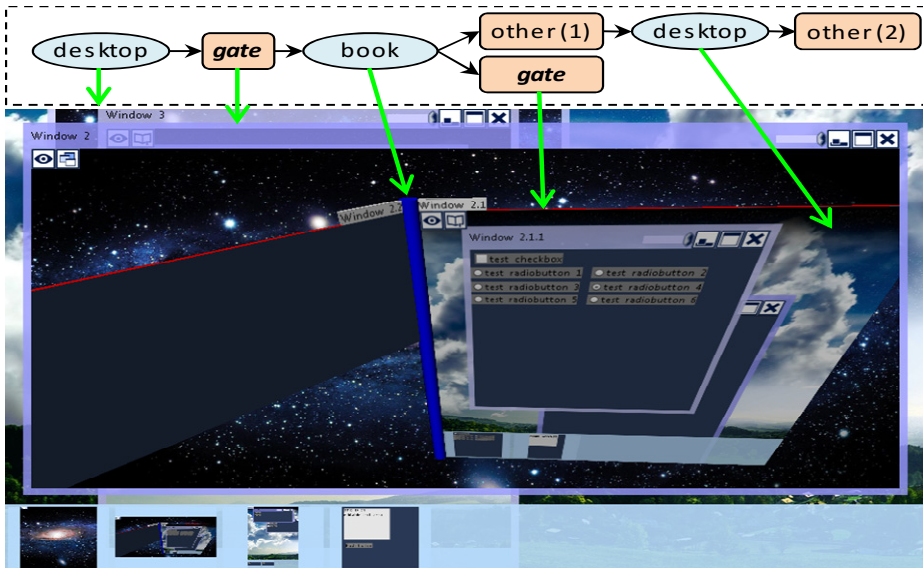 desktop gate book other(1) desktop other(2)
gate
Window 3
Window 2
Window 2.2 Window 2.1
Window 2.1.1
test checkbox
test radiobutton 1 test radiobutton 2
test radiobutton 3 test radiobutton 4
test radiobutton 5 test radiobutton 6